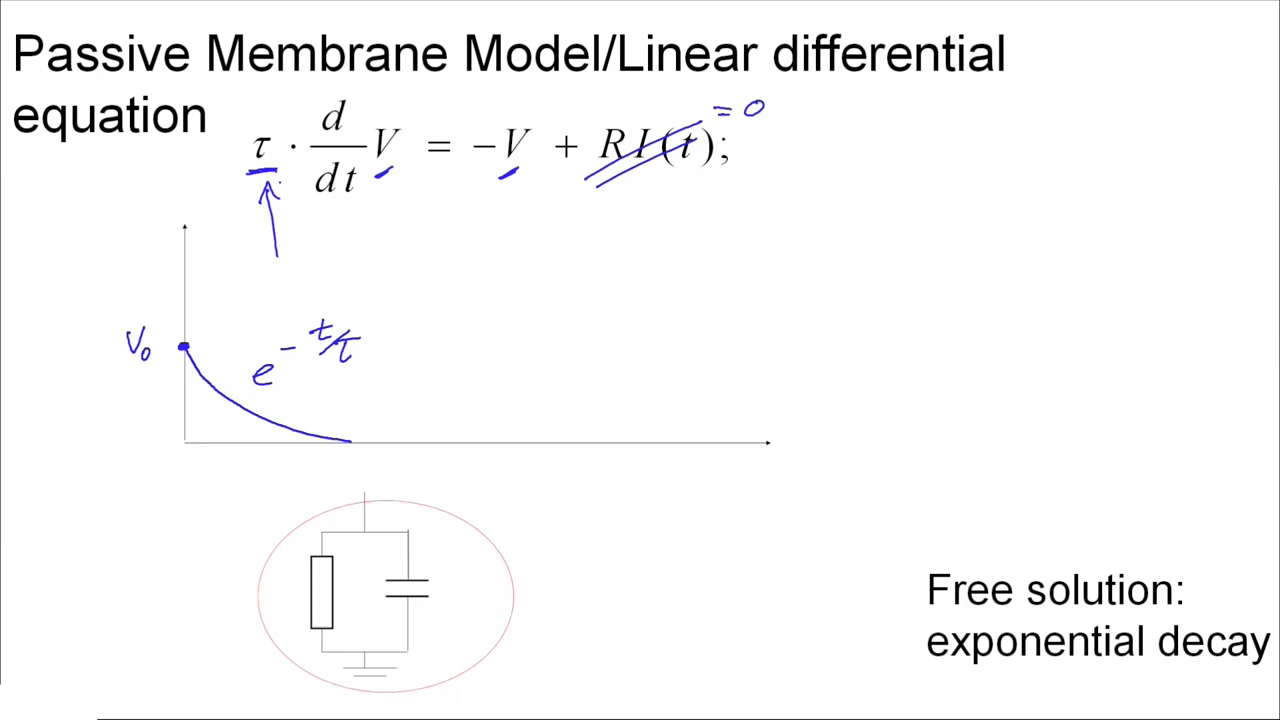 Passive Membrane Model/Linear differential
equation
= 0
τ · d/dt V = −V + RI(t);
V₀
e^(−t/τ)
Free solution:
exponential decay